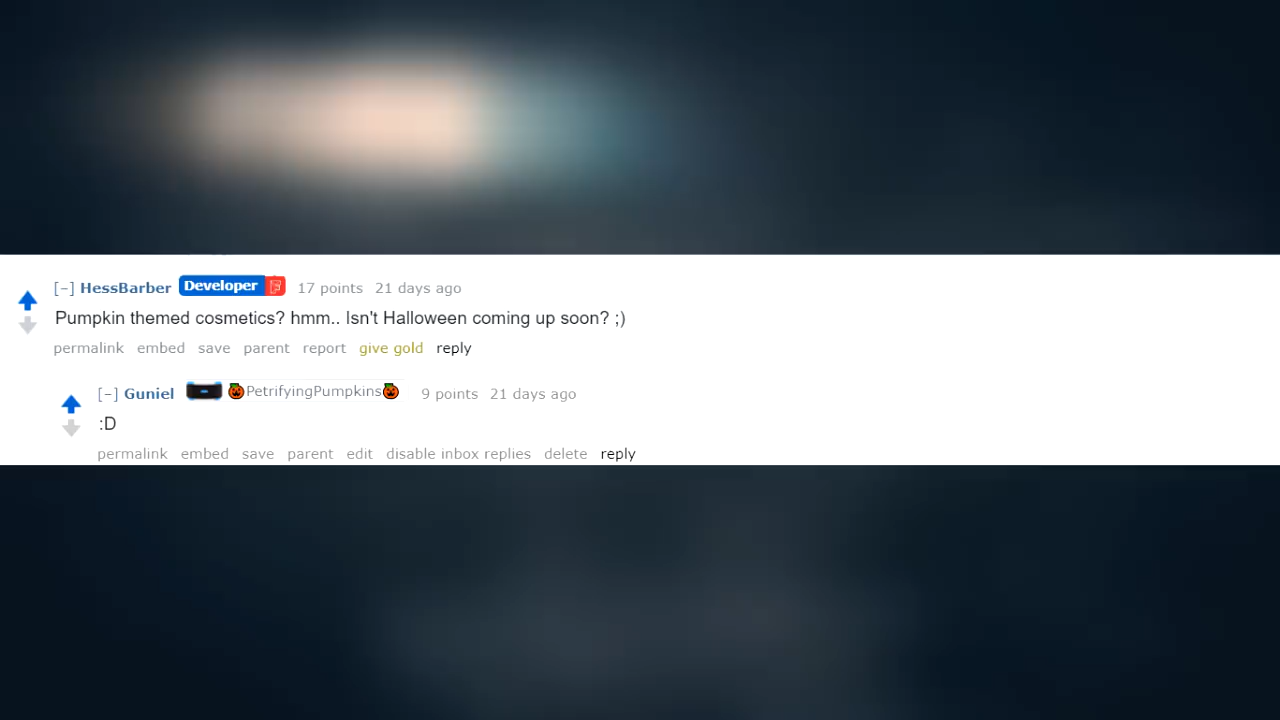 [–] HessBarber Developer F 17 points 21 days ago
Pumpkin themed cosmetics? hmm.. Isn't Halloween coming up soon? ;)
permalink embed save parent report give gold reply
[–] Guniel 🎃PetrifyingPumpkins🎃 9 points 21 days ago
:D
permalink embed save parent edit disable inbox replies delete reply